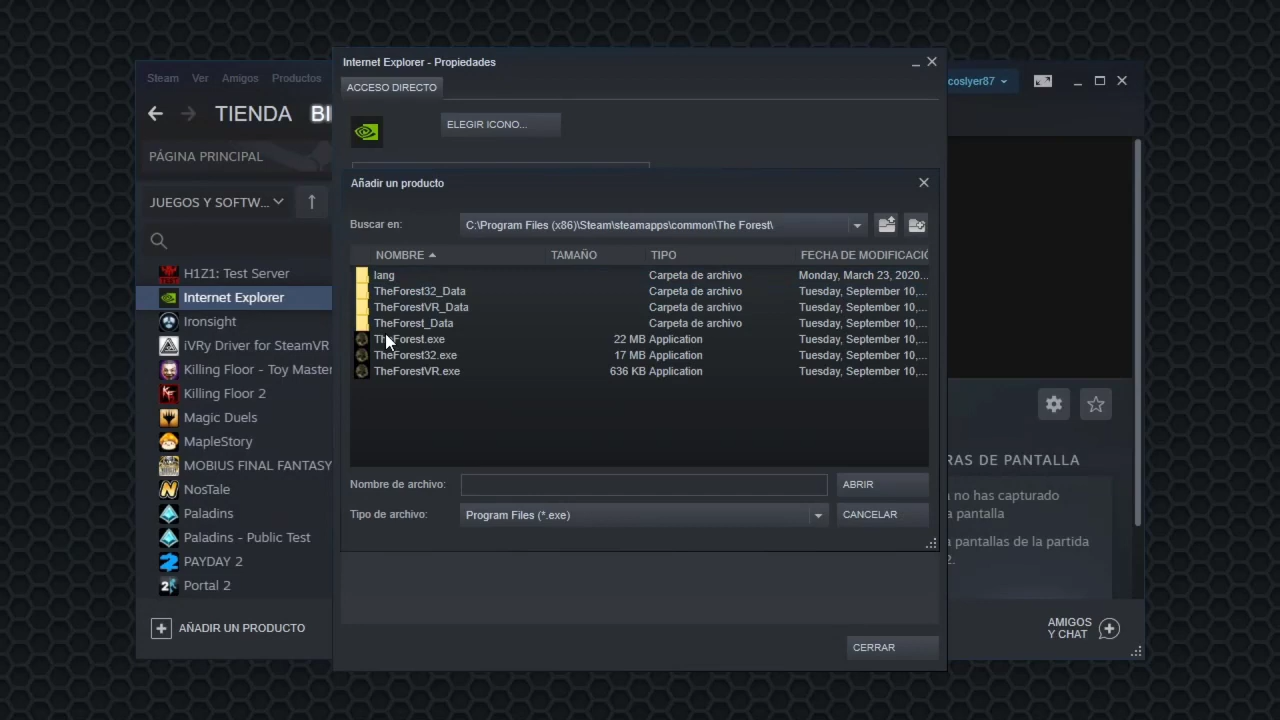 Internet Explorer - Propiedades
Steam Ver Amigos Productos
coslyer87
ACCESO DIRECTO
TIENDA BI
ELEGIR ICONO...
PÁGINA PRINCIPAL
JUEGOS Y SOFTW...
Añadir un producto
Buscar en: C:\Program Files (x86)\Steam\steamapps\common\The Forest\
NOMBRE TAMAÑO TIPO FECHA DE MODIFICACIÓ
lang Carpeta de archivo Monday, March 23, 2020...
TheForest32_Data Carpeta de archivo Tuesday, September 10,...
TheForestVR_Data Carpeta de archivo Tuesday, September 10,...
TheForest_Data Carpeta de archivo Tuesday, September 10,...
TheForest.exe 22 MB Application Tuesday, September 10,...
TheForest32.exe 17 MB Application Tuesday, September 10,...
TheForestVR.exe 636 KB Application Tuesday, September 10,...
Nombre de archivo: ABRIR
Tipo de archivo: Program Files (*.exe) CANCELAR
CERRAR
H1Z1: Test Server
Internet Explorer
Ironsight
iVRy Driver for SteamVR
Killing Floor - Toy Master
Killing Floor 2
Magic Duels
MapleStory
MOBIUS FINAL FANTASY
NosTale
Paladins
Paladins - Public Test
PAYDAY 2
Portal 2
AÑADIR UN PRODUCTO
RAS DE PANTALLA
no has capturado
a pantalla
pantallas de la partida
2.
AMIGOS
Y CHAT